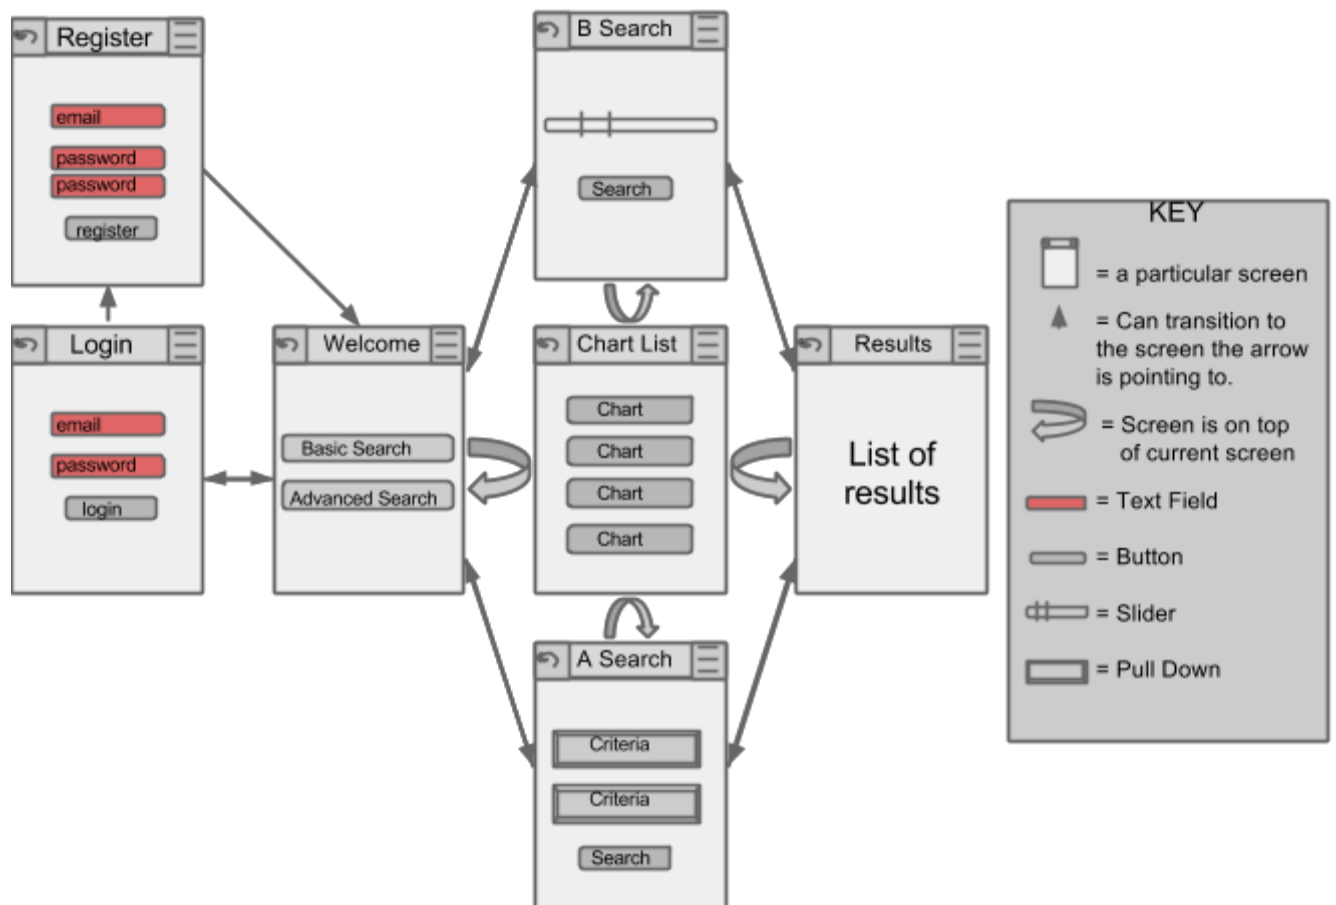 Register
email
password
password
register
Login
email
password
login
Welcome
Basic Search
Advanced Search
B Search
Search
Chart List
Chart
Chart
Chart
Chart
A Search
Criteria
Criteria
Search
Results
List of
results
KEY
= a particular screen
= Can transition to
the screen the arrow
is pointing to.
= Screen is on top
of current screen
= Text Field
= Button
= Slider
= Pull Down